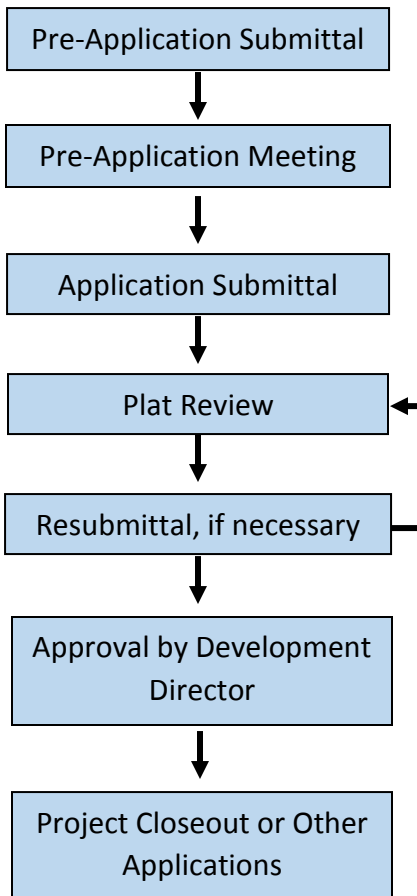 Pre-Application Submittal
Pre-Application Meeting
Application Submittal
Plat Review
Resubmittal, if necessary
Approval by Development
Director
Project Closeout or Other
Applications